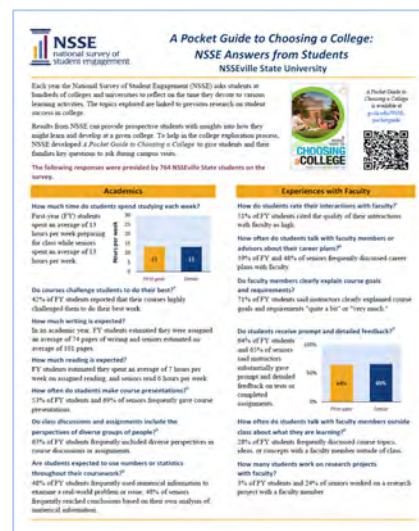 NSSE
national survey of
student engagement
A Pocket Guide to Choosing a College:
NSSE Answers from Students
NSSEville State University
Each year the National Survey of Student Engagement (NSSE) asks students at
hundreds of colleges and universities to reflect on the time they devote to various
learning activities. The topics explored are linked to previous research on student
success in college.
Results from NSSE can provide prospective students with insights into how they
might learn and develop at a given college. To help in the college exploration process,
NSSE developed A Pocket Guide to Choosing a College to give students and their
families key questions to ask during campus visits.
The following responses were provided by 764 NSSEville State students on the
survey.
CHOOSING
COLLEGE
A Pocket Guide to
Choosing a College
is available at
Academics
How much time do students spend studying each week?
First-year (FY) students
spent an average of 13
hours per week preparing
for class while seniors
spent an average of 13
hours per week.
Hours per week
30
25
20
15
10
5
0
13
13
First-year
Senior
Do courses challenge students to do their best?
42% of FY students reported that their courses highly
challenged them to do their best work.
How much writing is expected?
In an academic year, FY students estimated they were assigned
an average of 74 pages of writing and seniors estimated an
average of 101 pages.
How much reading is expected?
FY students estimated they spent an average of 7 hours per
week on assigned reading, and seniors read 6 hours per week.
How often do students make course presentations?
53% of FY students and 69% of seniors frequently gave course
presentations.
Do class discussions and assignments include the
perspectives of diverse groups of people?
63% of FY students frequently included diverse perspectives in
course discussions or assignments.
Are students expected to use numbers or statistics
throughout their coursework?
48% of FY students frequently used numerical information to
examine a real-world problem or issue; 48% of seniors
frequently reached conclusions based on their own analysis of
numerical information.
Experiences with Faculty
How do students rate their interactions with faculty?
51% of FY students rated the quality of their interactions
with faculty as high.
How often do students talk with faculty members or
advisors about their career plans?
39% of FY and 48% of seniors frequently discussed career
plans with faculty.
Do faculty members clearly explain course goals
and requirements?
71% of FY students said instructors clearly explained course
goals and requirements "quite a bit" or "very much."
Do students receive prompt and detailed feedback?
64% of FY students
and 65% of seniors
said instructors
substantially gave
prompt and detailed
feedback on tests or
completed
assignments.
100%
50%
0%
64%
65%
First-year
Senior
How often do students talk with faculty members outside
class about what they are learning?
28% of FY students frequently discussed course topics,
ideas, or concepts with a faculty member outside of class.
How many students work on research projects
with faculty?
5% of FY students and 24% of seniors worked on a research
project with a faculty member.